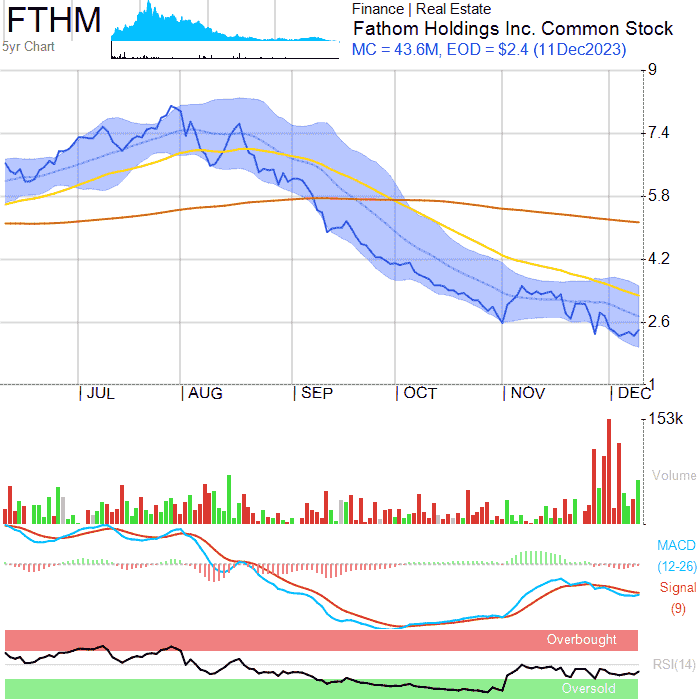 FTHM
5yr Chart
Finance | Real Estate
Fathom Holdings Inc. Common Stock
MC = 43.6M, EOD = $2.4 (11Dec2023)
9
7.4
5.8
4.2
2.6
1
JUL AUG SEP OCT NOV DEC
153k
Volume
MACD
(12-26)
Signal
(9)
Overbought
RSI(14)
Oversold